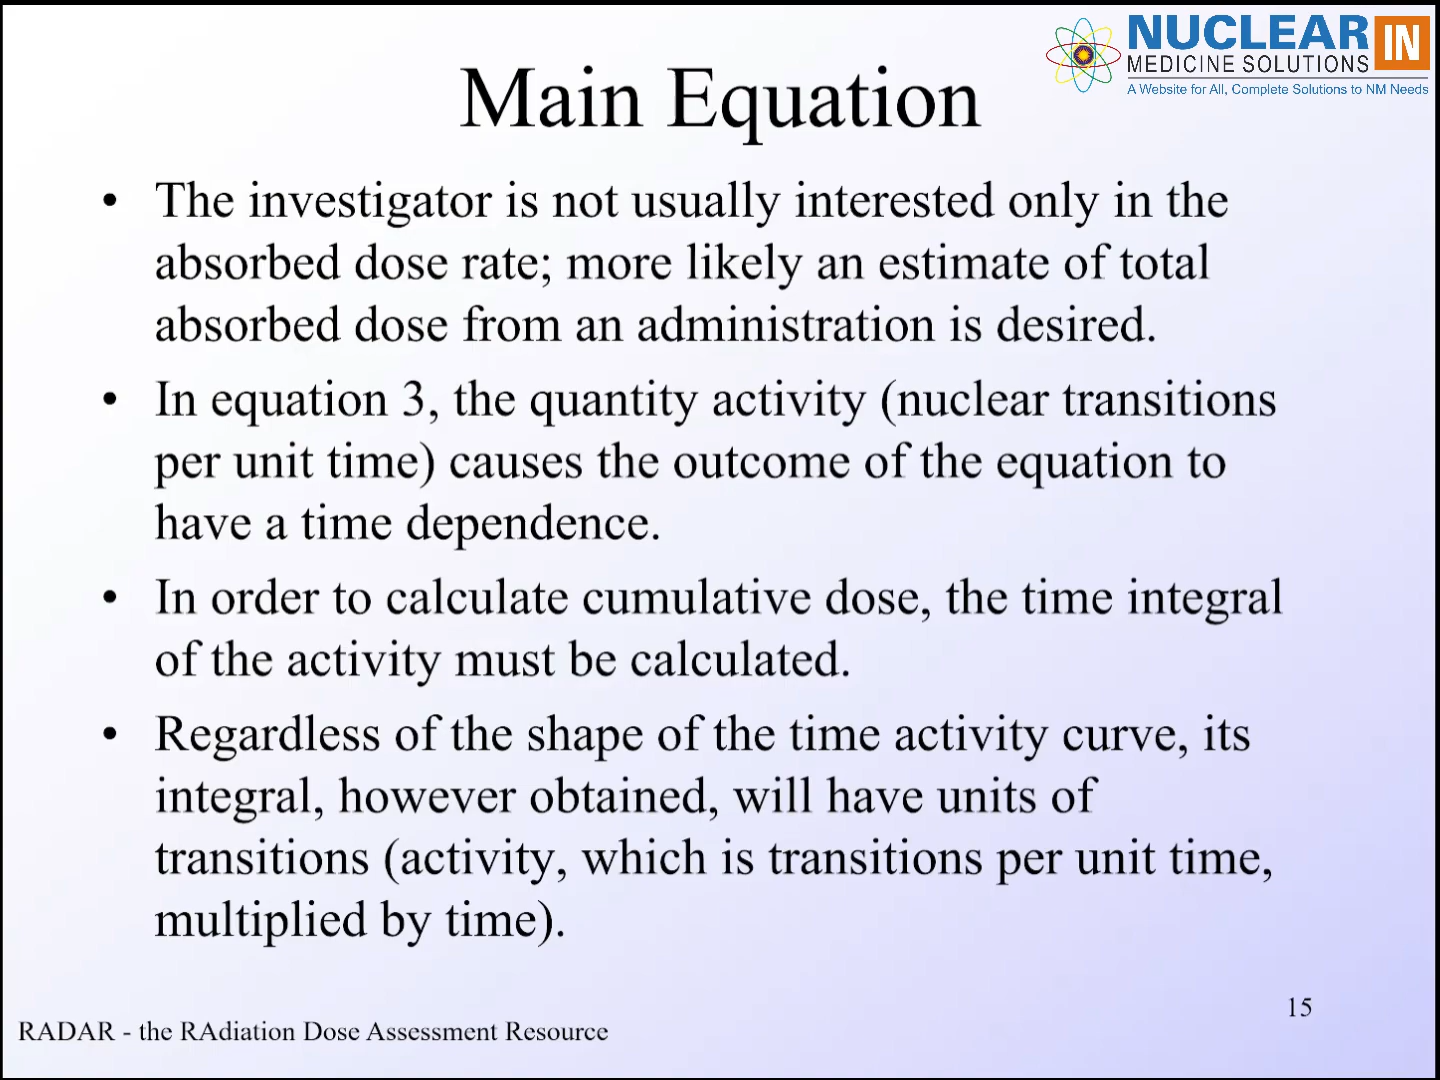 NUCLEAR IN
MEDICINE SOLUTIONS
A Website for All, Complete Solutions to NM Needs
Main Equation
• The investigator is not usually interested only in the
absorbed dose rate; more likely an estimate of total
absorbed dose from an administration is desired.
• In equation 3, the quantity activity (nuclear transitions
per unit time) causes the outcome of the equation to
have a time dependence.
• In order to calculate cumulative dose, the time integral
of the activity must be calculated.
• Regardless of the shape of the time activity curve, its
integral, however obtained, will have units of
transitions (activity, which is transitions per unit time,
multiplied by time).
15
RADAR - the RAdiation Dose Assessment Resource